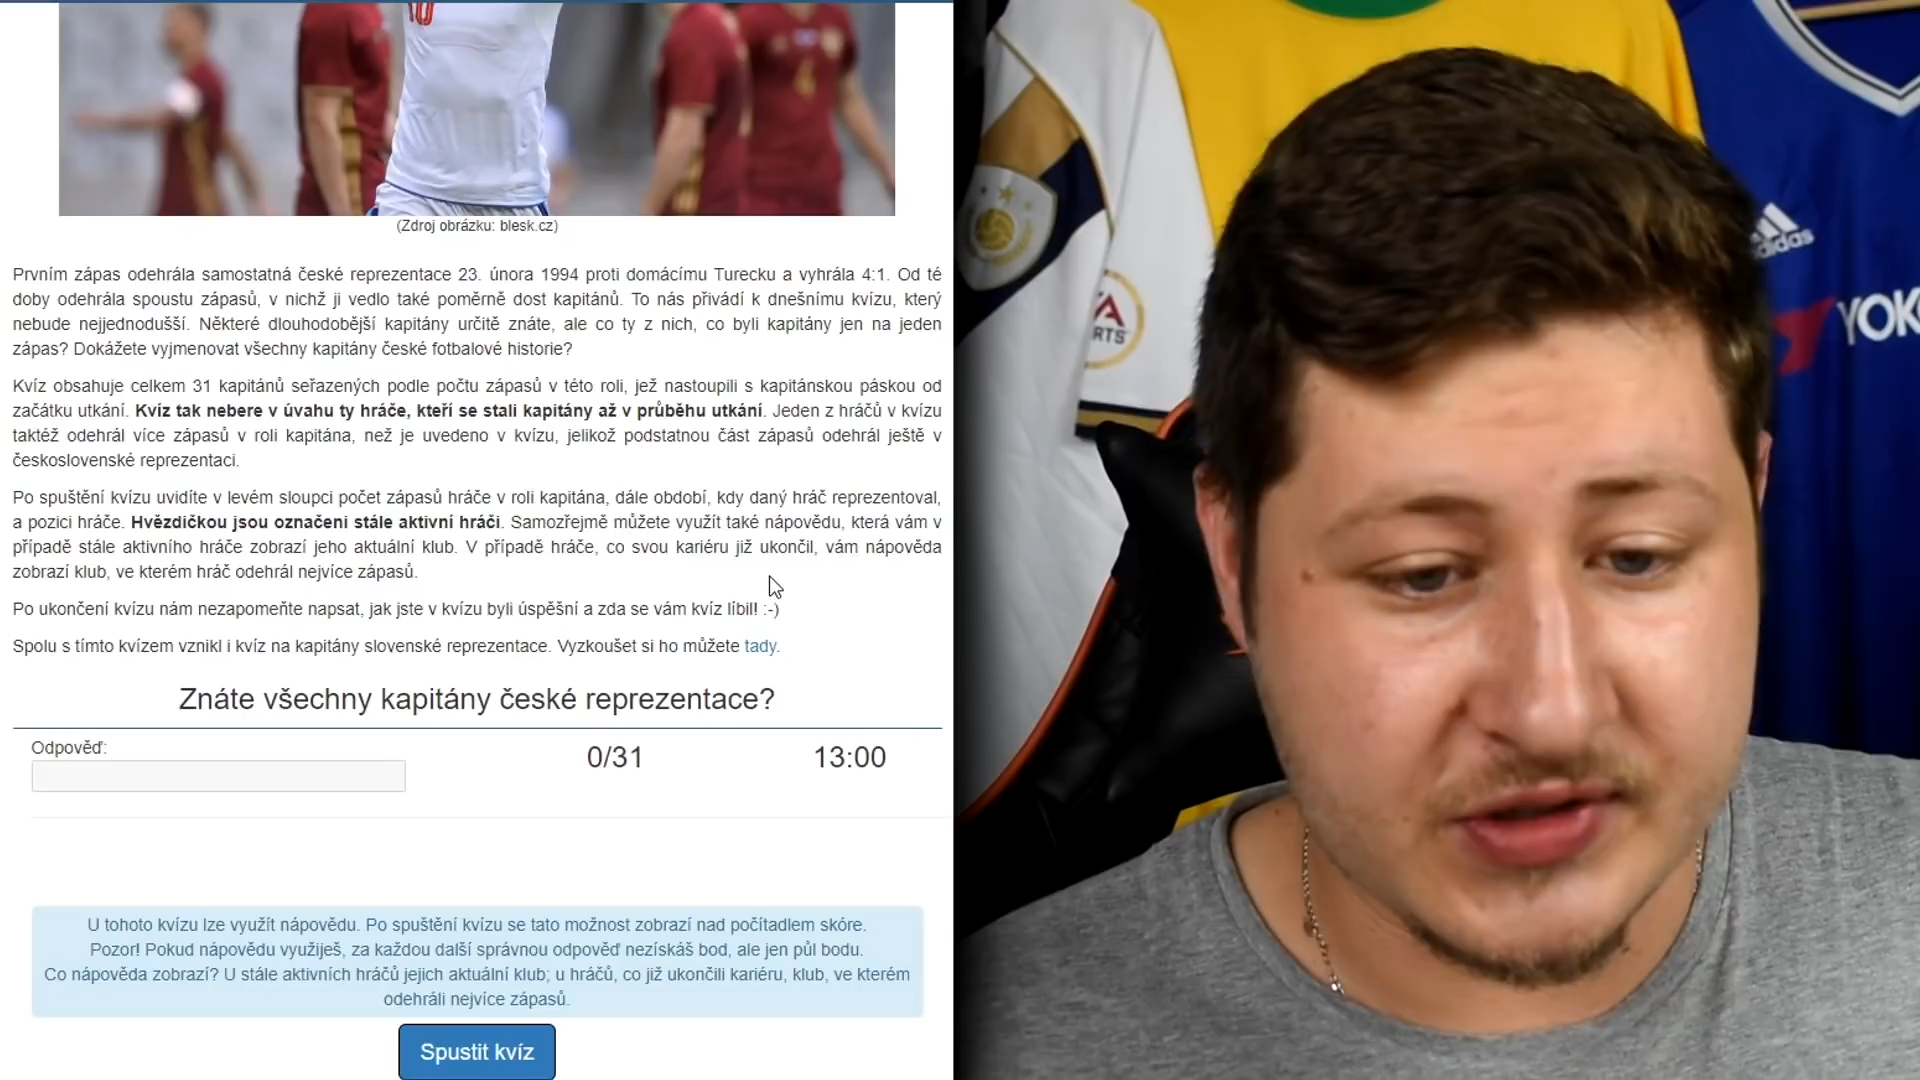 10
4
(Zdroj obrázku: blesk.cz)
Prvním zápas odehrála samostatná české reprezentace 23. února 1994 proti domácímu Turecku a vyhrála 4:1. Od té
doby odehrála spoustu zápasů, v nichž ji vedlo také poměrně dost kapitánů. To nás přivádí k dnešnímu kvízu, který
nebude nejjednodušší. Některé dlouhodobější kapitány určitě znáte, ale co ty z nich, co byli kapitány jen na jeden
zápas? Dokážete vyjmenovat všechny kapitány české fotbalové historie?
Kvíz obsahuje celkem 31 kapitánů seřazených podle počtu zápasů v této roli, jež nastoupili s kapitánskou páskou od
začátku utkání. Kvíz tak nebere v úvahu ty hráče, kteří se stali kapitány až v průběhu utkání. Jeden z hráčů v kvízu
taktéž odehrál více zápasů v roli kapitána, než je uvedeno v kvízu, jelikož podstatnou část zápasů odehrál ještě v
československé reprezentaci.
Po spuštění kvízu uvidíte v levém sloupci počet zápasů hráče v roli kapitána, dále období, kdy daný hráč reprezentoval,
a pozici hráče. Hvězdičkou jsou označeni stále aktivní hráči. Samozřejmě můžete využít také nápovědu, která vám v
případě stále aktivního hráče zobrazí jeho aktuální klub. V případě hráče, co svou kariéru již ukončil, vám nápověda
zobrazí klub, ve kterém hráč odehrál nejvíce zápasů.
Po ukončení kvízu nám nezapomeňte napsat, jak jste v kvízu byli úspěšní a zda se vám kvíz líbil! :-)
Spolu s tímto kvízem vznikl i kvíz na kapitány slovenské reprezentace. Vyzkoušet si ho můžete tady.
Znáte všechny kapitány české reprezentace?
Odpověď:
0/31
13:00
U tohoto kvízu lze využít nápovědu. Po spuštění kvízu se tato možnost zobrazí nad počítadlem skóre.
Pozor! Pokud nápovědu využiješ, za každou další správnou odpověď nezískáš bod, ale jen půl bodu.
Co nápověda zobrazí? U stále aktivních hráčů jejich aktuální klub; u hráčů, co již ukončili kariéru, klub, ve kterém
odehráli nejvíce zápasů.
Spustit kvíz
EA
SPORTS
adidas
YOKO